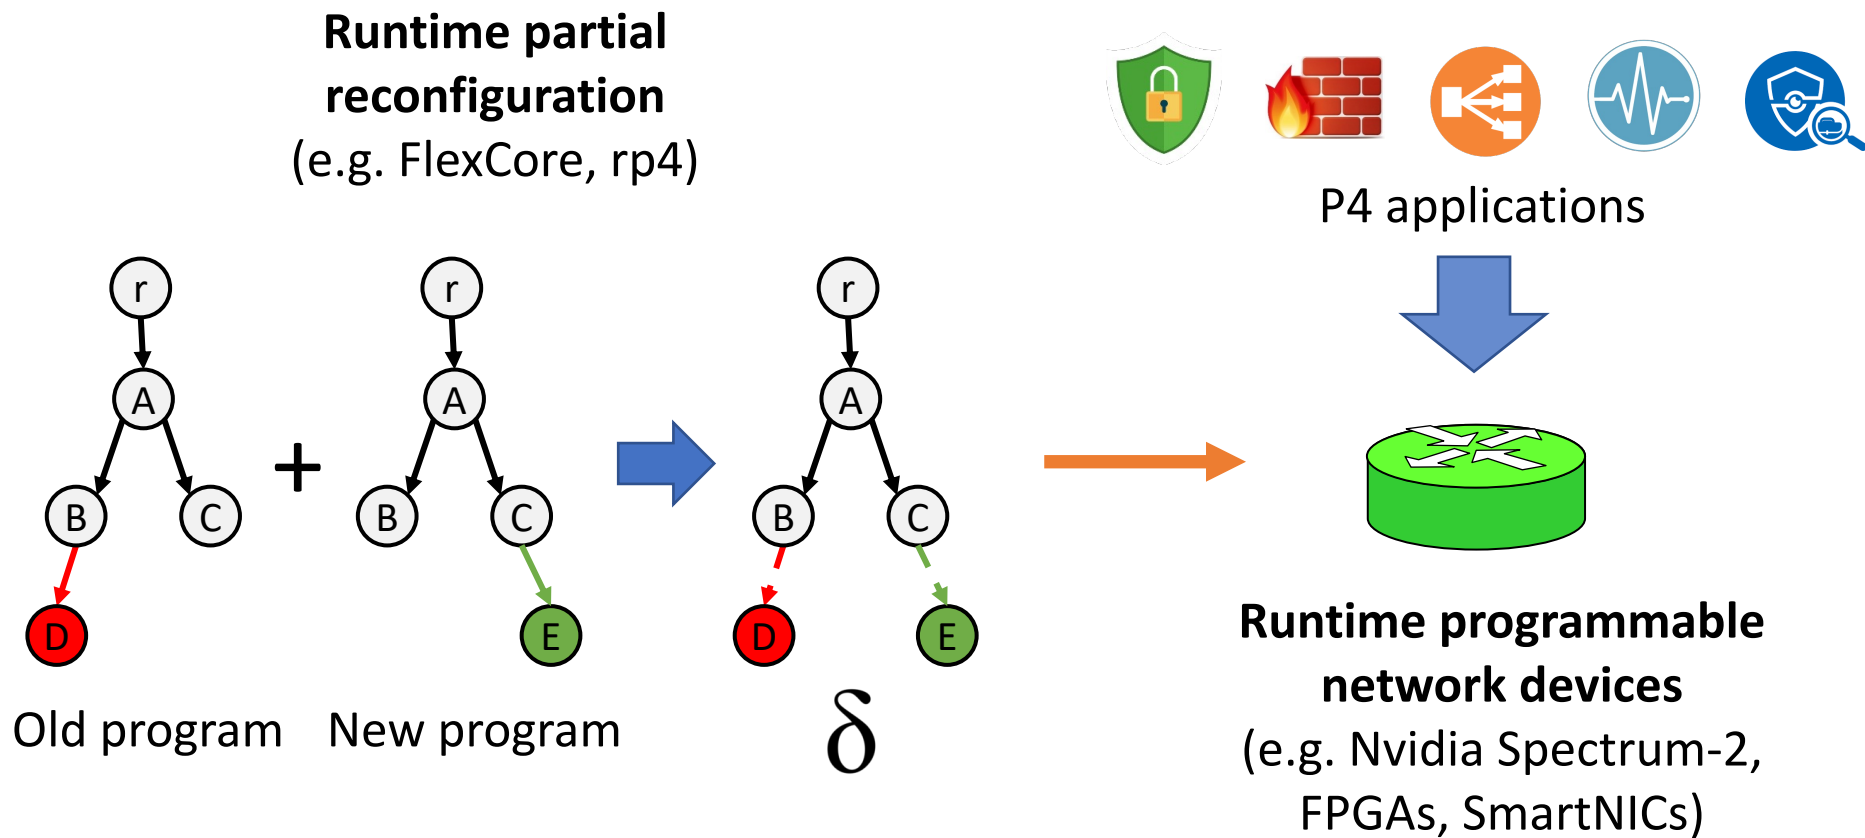 Runtime partial
reconfiguration
(e.g. FlexCore, rp4)
P4 applications
r
r
r
A
A
A
+
B
C
B
C
B
C
D
E
D
E
Old program
New program
δ
Runtime programmable
network devices
(e.g. Nvidia Spectrum-2,
FPGAs, SmartNICs)